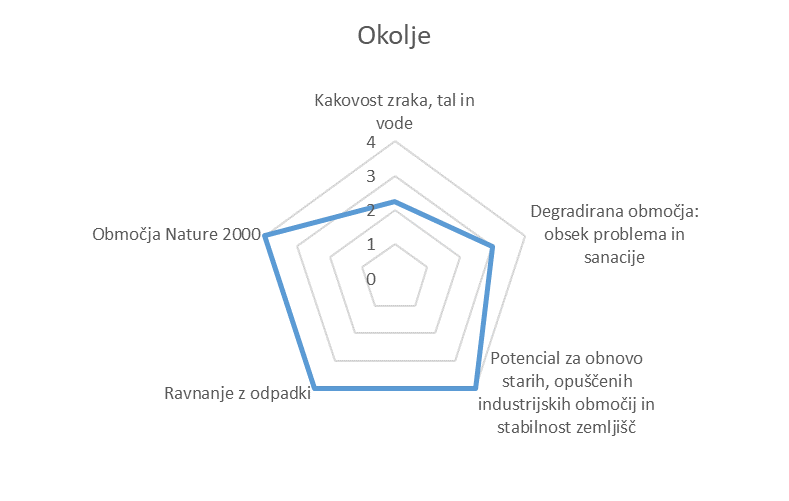 Okolje
Kakovost zraka, tal in
vode
4
3
2
1
0
Degradirana območja:
obsek problema in
sanacije
Območja Nature 2000
Potencial za obnovo
starih, opuščenih
industrijskih območij in
stabilnost zemljišč
Ravnanje z odpadki